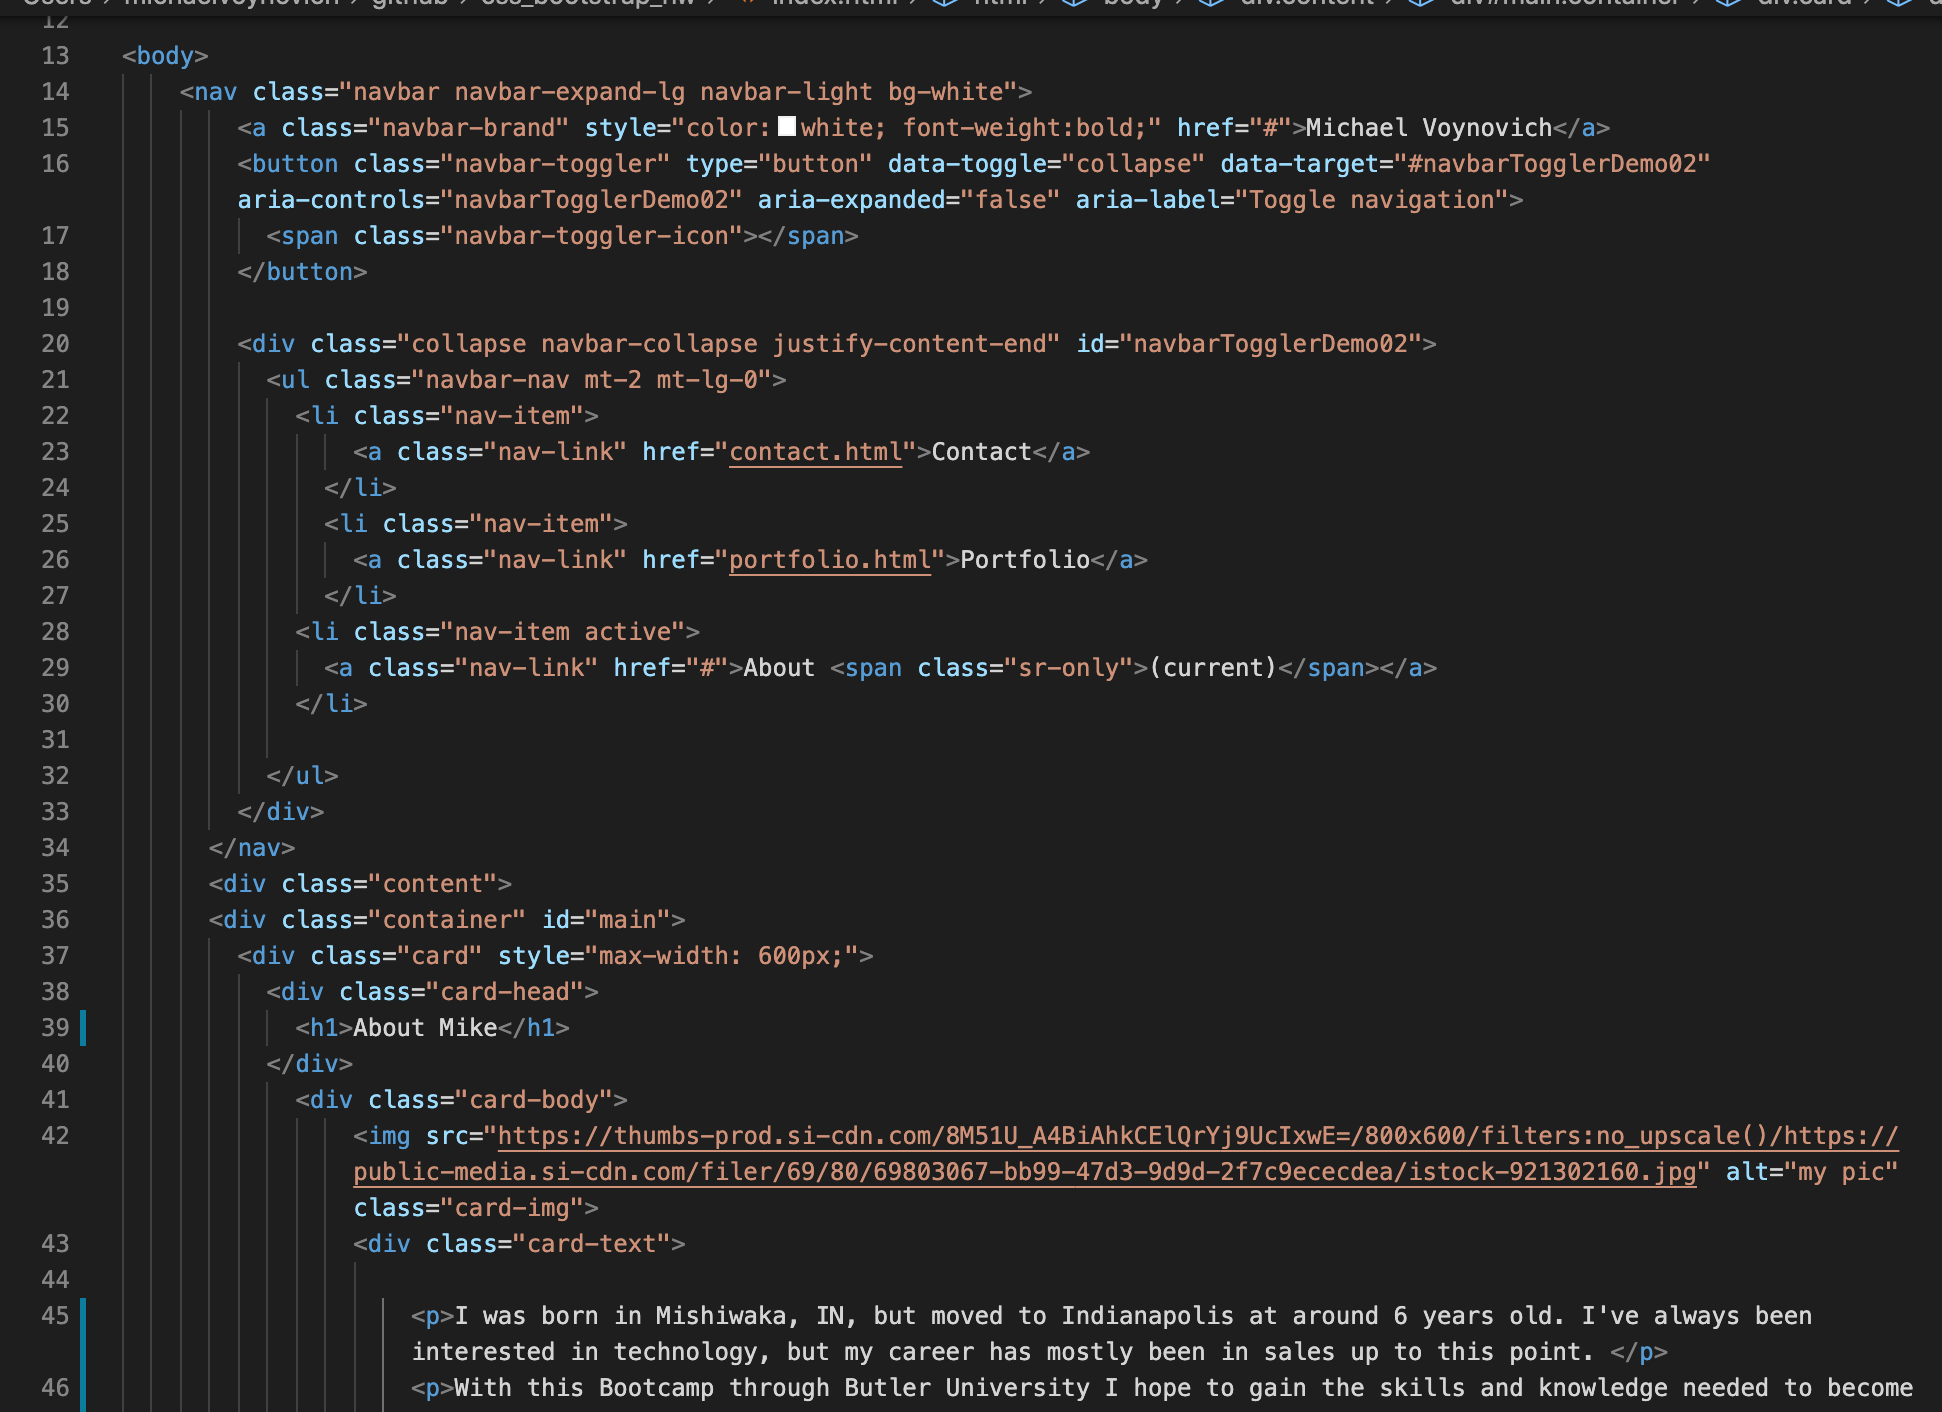 Users › michaelvoynovich › github › css_bootstrap_hw › index.html › html › body › div.content › div#main.container › div.card ›
12
13 <body>
14 <nav class="navbar navbar-expand-lg navbar-light bg-white">
15 <a class="navbar-brand" style="color: white; font-weight:bold;" href="#">Michael Voynovich</a>
16 <button class="navbar-toggler" type="button" data-toggle="collapse" data-target="#navbarTogglerDemo02"
aria-controls="navbarTogglerDemo02" aria-expanded="false" aria-label="Toggle navigation">
17 <span class="navbar-toggler-icon"></span>
18 </button>
19
20 <div class="collapse navbar-collapse justify-content-end" id="navbarTogglerDemo02">
21 <ul class="navbar-nav mt-2 mt-lg-0">
22 <li class="nav-item">
23 <a class="nav-link" href="contact.html">Contact</a>
24 </li>
25 <li class="nav-item">
26 <a class="nav-link" href="portfolio.html">Portfolio</a>
27 </li>
28 <li class="nav-item active">
29 <a class="nav-link" href="#">About <span class="sr-only">(current)</span></a>
30 </li>
31
32 </ul>
33 </div>
34 </nav>
35 <div class="content">
36 <div class="container" id="main">
37 <div class="card" style="max-width: 600px;">
38 <div class="card-head">
39 <h1>About Mike</h1>
40 </div>
41 <div class="card-body">
42 <img src="https://thumbs-prod.si-cdn.com/8M51U_A4BiAhkCElQrYj9UcIxwE=/800x600/filters:no_upscale()/https://
public-media.si-cdn.com/filer/69/80/69803067-bb99-47d3-9d9d-2f7c9ececdea/istock-921302160.jpg" alt="my pic"
class="card-img">
43 <div class="card-text">
44
45 <p>I was born in Mishiwaka, IN, but moved to Indianapolis at around 6 years old. I've always been
interested in technology, but my career has mostly been in sales up to this point. </p>
46 <p>With this Bootcamp through Butler University I hope to gain the skills and knowledge needed to become